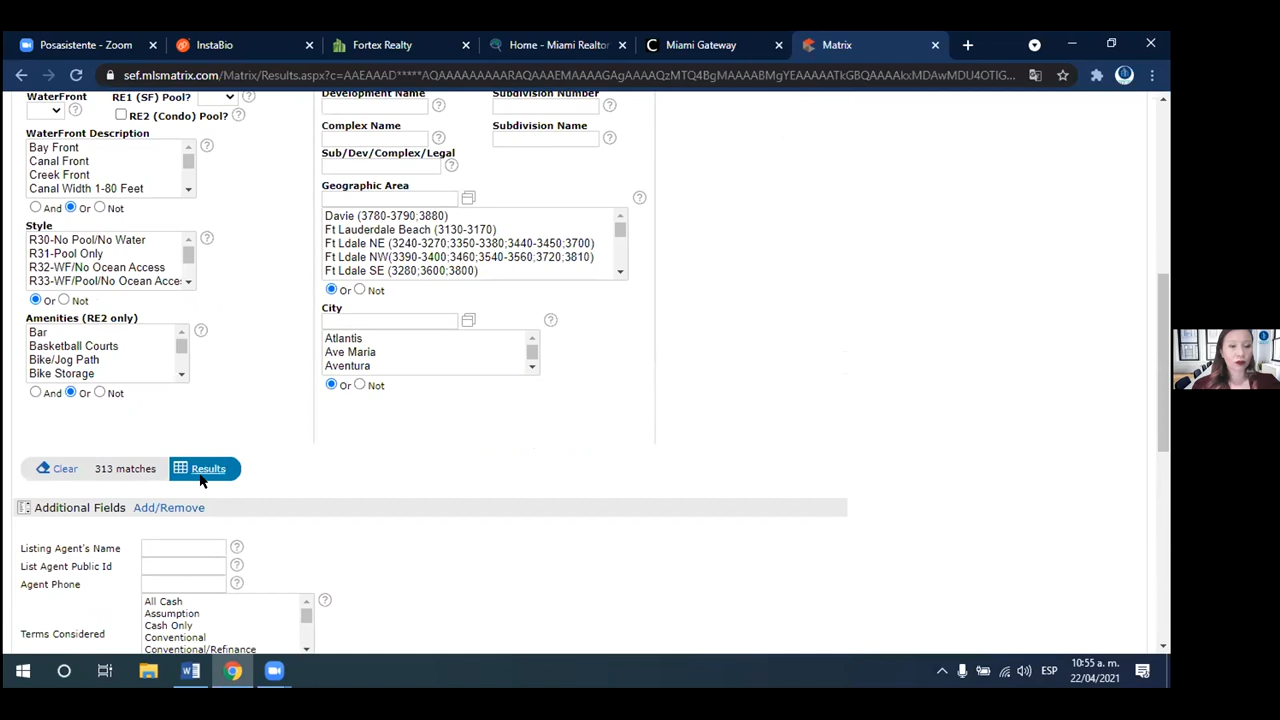 Posasistente - Zoom
InstaBio
Fortex Realty
Home - Miami Realtor
Miami Gateway
Matrix
sef.mlsmatrix.com/Matrix/Results.aspx?c=AAEAAAD*****AQAAAAAAAAARAQAAAEMAAAAGAgAAAAQzMTQ4BgMAAAABMgYEAAAAATkGBQAAAAkxMDAwMDU4OTIG...
WaterFront
RE1 (SF) Pool?
RE2 (Condo) Pool?
WaterFront Description
Bay Front
Canal Front
Creek Front
Canal Width 1-80 Feet
And Or Not
Style
R30-No Pool/No Water
R31-Pool Only
R32-WF/No Ocean Access
R33-WF/Pool/No Ocean Acce
Or Not
Amenities (RE2 only)
Bar
Basketball Courts
Bike/Jog Path
Bike Storage
And Or Not
Development Name
Subdivision Number
Complex Name
Subdivision Name
Sub/Dev/Complex/Legal
Geographic Area
Davie (3780-3790;3880)
Ft Lauderdale Beach (3130-3170)
Ft Ldale NE (3240-3270;3350-3380;3440-3450;3700)
Ft Ldale NW(3390-3400;3460;3540-3560;3720;3810)
Ft Ldale SE (3280;3600;3800)
Or Not
City
Atlantis
Ave Maria
Aventura
Or Not
Clear 313 matches Results
Additional Fields Add/Remove
Listing Agent's Name
List Agent Public Id
Agent Phone
Terms Considered
All Cash
Assumption
Cash Only
Conventional
Conventional/Refinance
ESP
10:55 a. m.
22/04/2021